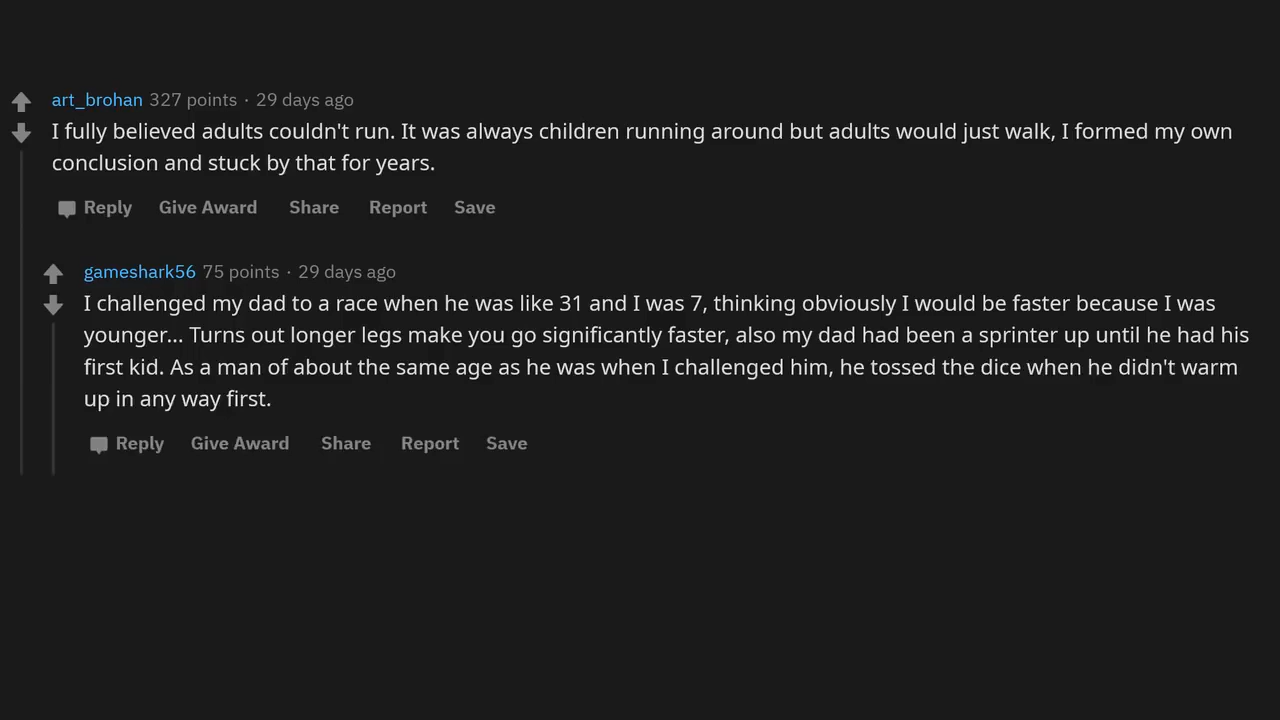 art_brohan 327 points · 29 days ago
I fully believed adults couldn't run. It was always children running around but adults would just walk, I formed my own
conclusion and stuck by that for years.
Reply Give Award Share Report Save
gameshark56 75 points · 29 days ago
I challenged my dad to a race when he was like 31 and I was 7, thinking obviously I would be faster because I was
younger... Turns out longer legs make you go significantly faster, also my dad had been a sprinter up until he had his
first kid. As a man of about the same age as he was when I challenged him, he tossed the dice when he didn't warm
up in any way first.
Reply Give Award Share Report Save